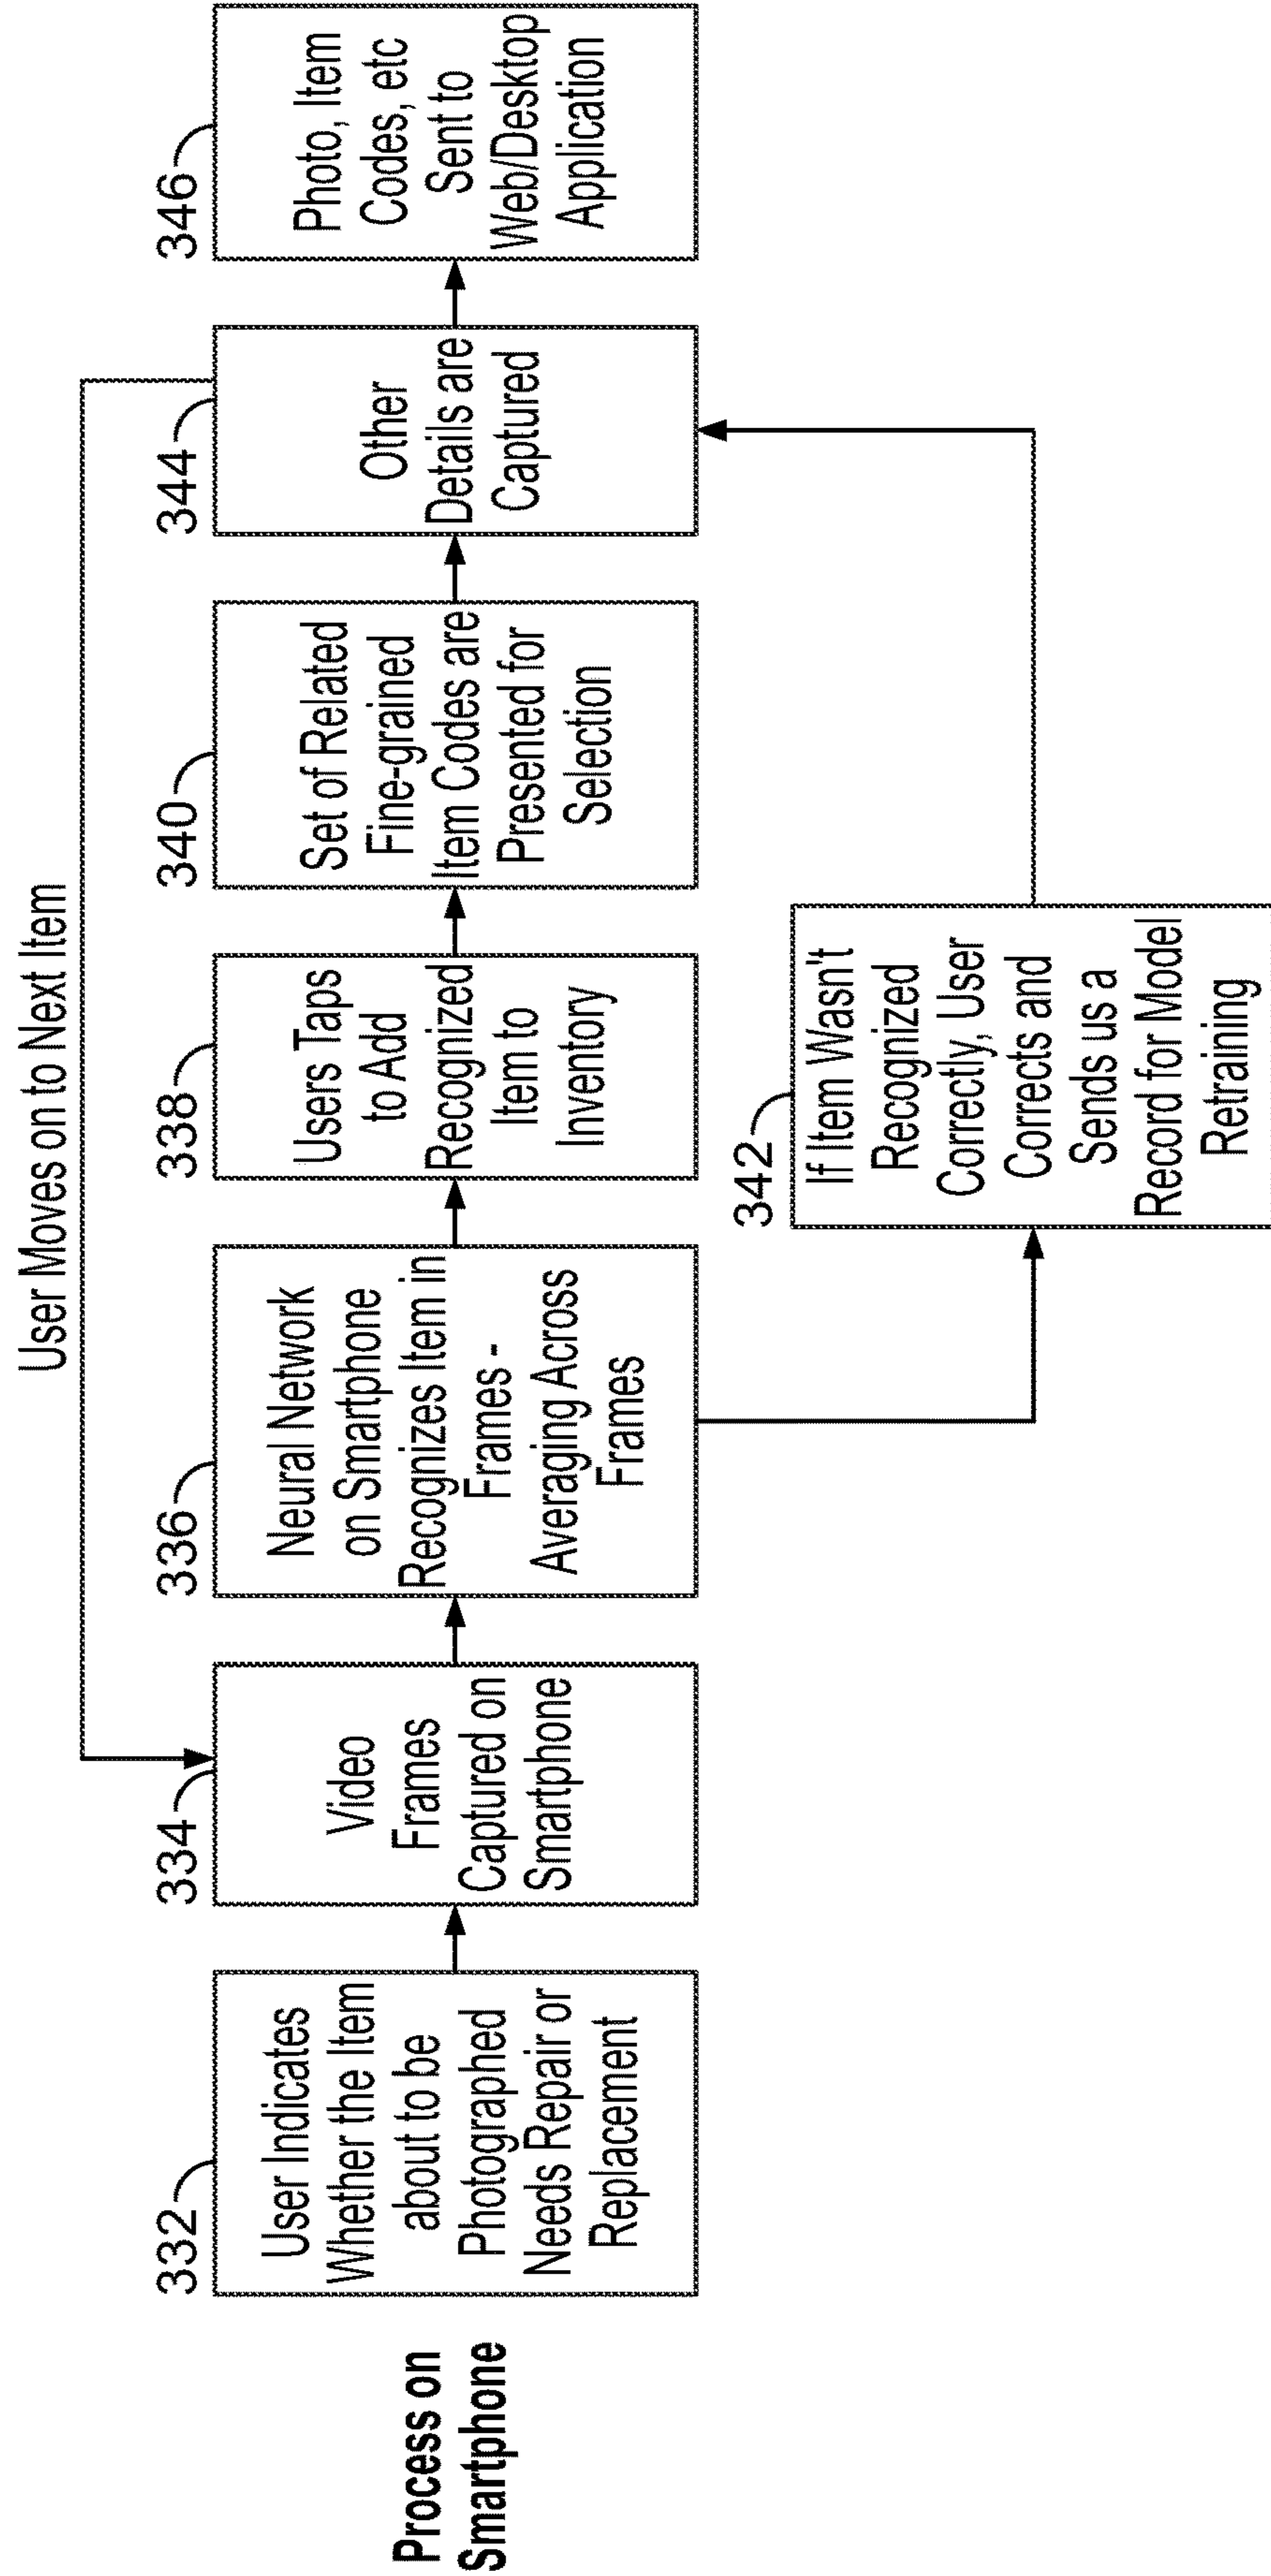 User Moves on to Next Item
Process on
Smartphone
332
User Indicates
Whether the Item
about to be
Photographed
Needs Repair or
Replacement
334
Video
Frames
Captured on
Smartphone
336
Neural Network
on Smartphone
Recognizes Item in
Frames -
Averaging Across
Frames
338
Users Taps
to Add
Recognized
Item to
Inventory
340
Set of Related
Fine-grained
Item Codes are
Presented for
Selection
344
Other
Details are
Captured
346
Photo, Item
Codes, etc
Sent to
Web/Desktop
Application
342
If Item Wasn't
Recognized
Correctly, User
Corrects and
Sends us a
Record for Model
Retraining